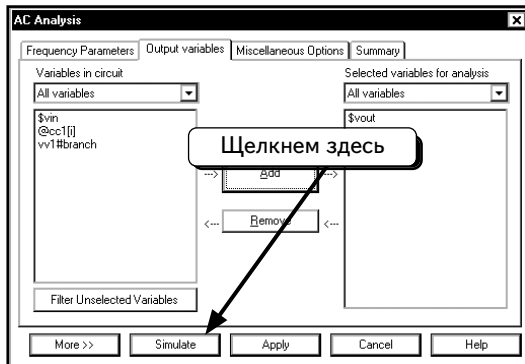 AC Analysis
Frequency Parameters Output variables Miscellaneous Options Summary
Variables in circuit Selected variables for analysis
All variables All variables
$vin $vout
@cc1[i]
vv1#branch
Щелкнем здесь
---> Add --->
<--- Remove <---
Filter Unselected Variables
More >> Simulate Apply Cancel Help